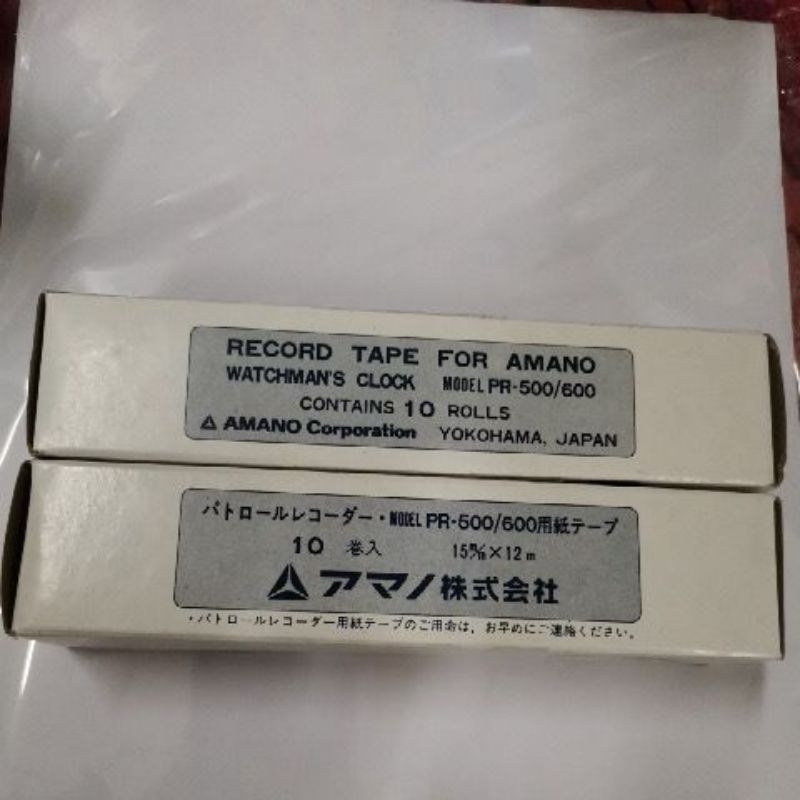 RECORD TAPE FOR AMANO
WATCHMAN'S CLOCK MODEL PR-500/600
CONTAINS 10 ROLLS
AMANO Corporation YOKOHAMA, JAPAN
パトロールレコーダー・MODEL PR-500/600用紙テープ
10 巻入 15m/m×12m
アマノ株式会社
・パトロールレコーダー用紙テープのご用命は、お早めにご連絡ください。